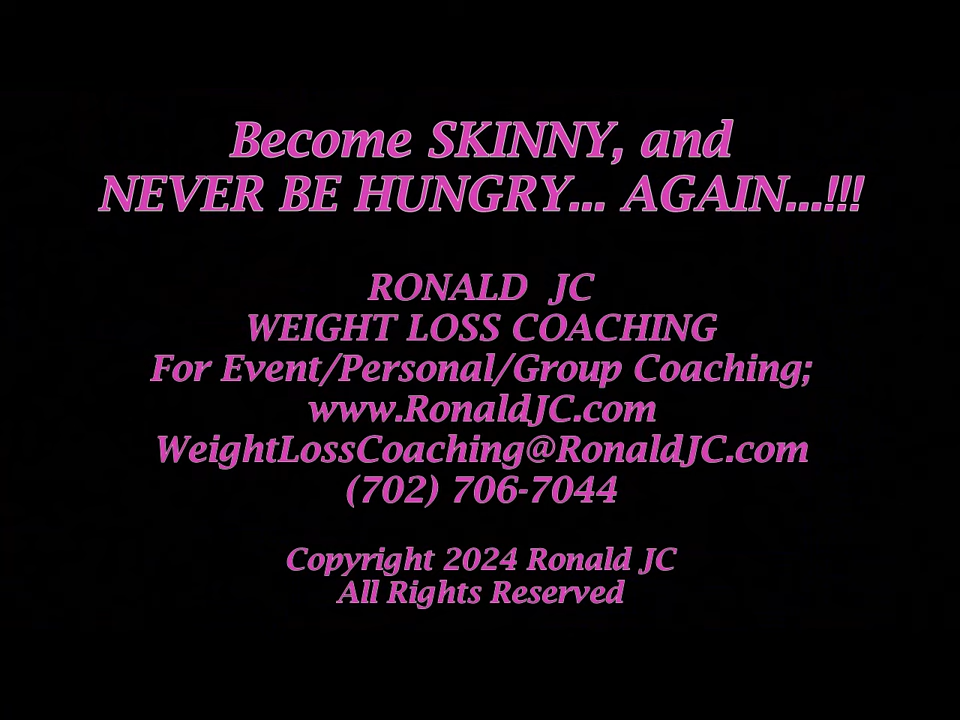 Become SKINNY, and
NEVER BE HUNGRY... AGAIN...!!!
RONALD JC
WEIGHT LOSS COACHING
For Event/Personal/Group Coaching;
www.RonaldJC.com
WeightLossCoaching@RonaldJC.com
(702) 706-7044
Copyright 2024 Ronald JC
All Rights Reserved